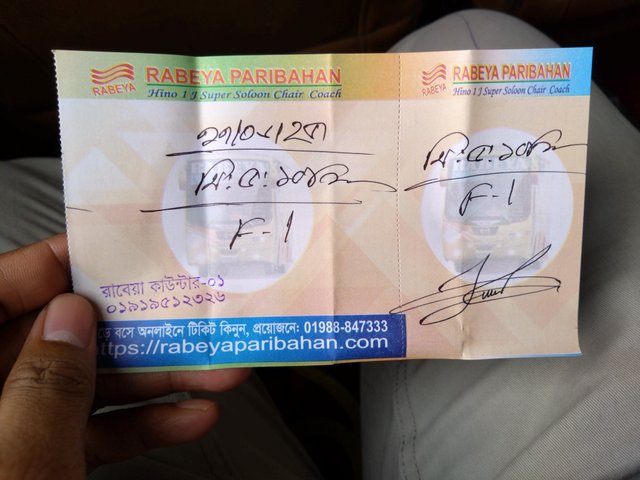 RABEYA
RABEYA PARIBAHAN
Hino 1 J Super Soloon Chair Coach
F-1
রাবেয়া কাউন্টার-০১
০১৯১৯৫১২৩২৬
বসে অনলাইনে টিকিট কিনুন, প্রয়োজনে: 01988-847333
https://rabeyaparibahan.com
RABEYA
RABEYA PARIBAHAN
Hino 1 J Super Soloon Chair Coach
F-1